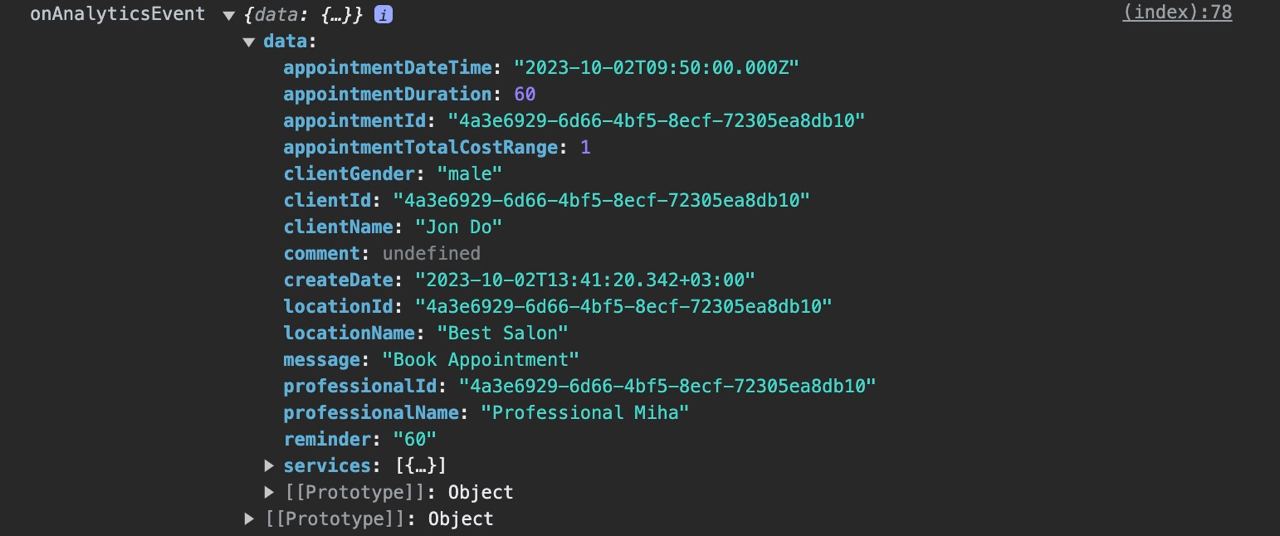 onAnalyticsEvent ▼ {data: {…}} i (index):78
▼ data:
appointmentDateTime: "2023-10-02T09:50:00.000Z"
appointmentDuration: 60
appointmentId: "4a3e6929-6d66-4bf5-8ecf-72305ea8db10"
appointmentTotalCostRange: 1
clientGender: "male"
clientId: "4a3e6929-6d66-4bf5-8ecf-72305ea8db10"
clientName: "Jon Do"
comment: undefined
createDate: "2023-10-02T13:41:20.342+03:00"
locationId: "4a3e6929-6d66-4bf5-8ecf-72305ea8db10"
locationName: "Best Salon"
message: "Book Appointment"
professionalId: "4a3e6929-6d66-4bf5-8ecf-72305ea8db10"
professionalName: "Professional Miha"
reminder: "60"
▶ services: [{…}]
▶ [[Prototype]]: Object
▶ [[Prototype]]: Object